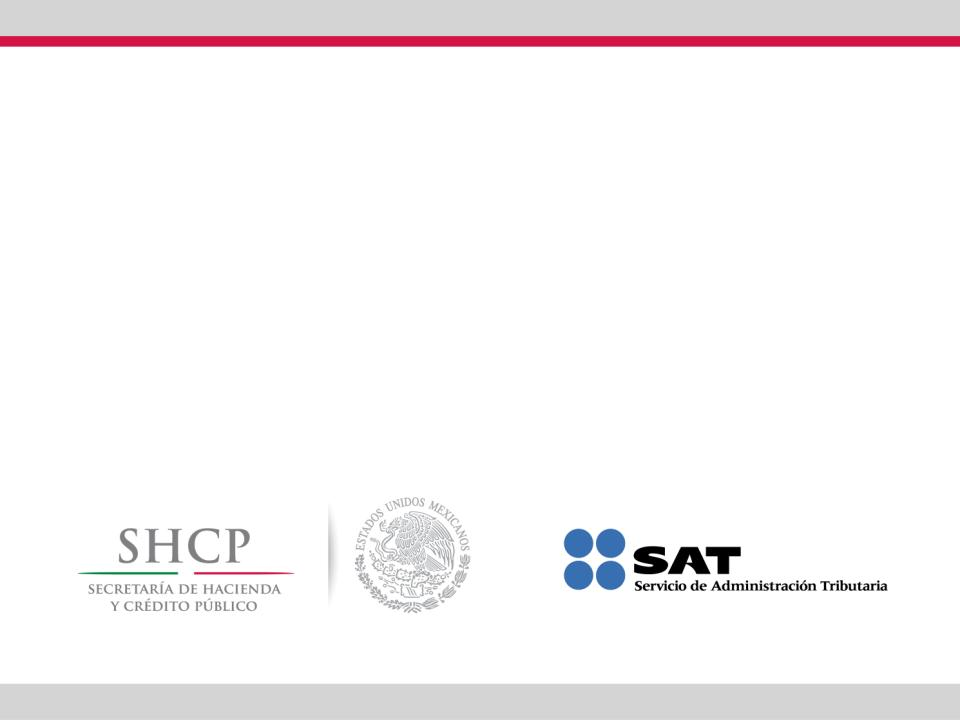 SHCP
SECRETARÍA DE HACIENDA
Y CRÉDITO PÚBLICO
ESTADOS UNIDOS MEXICANOS
SAT
Servicio de Administración Tributaria